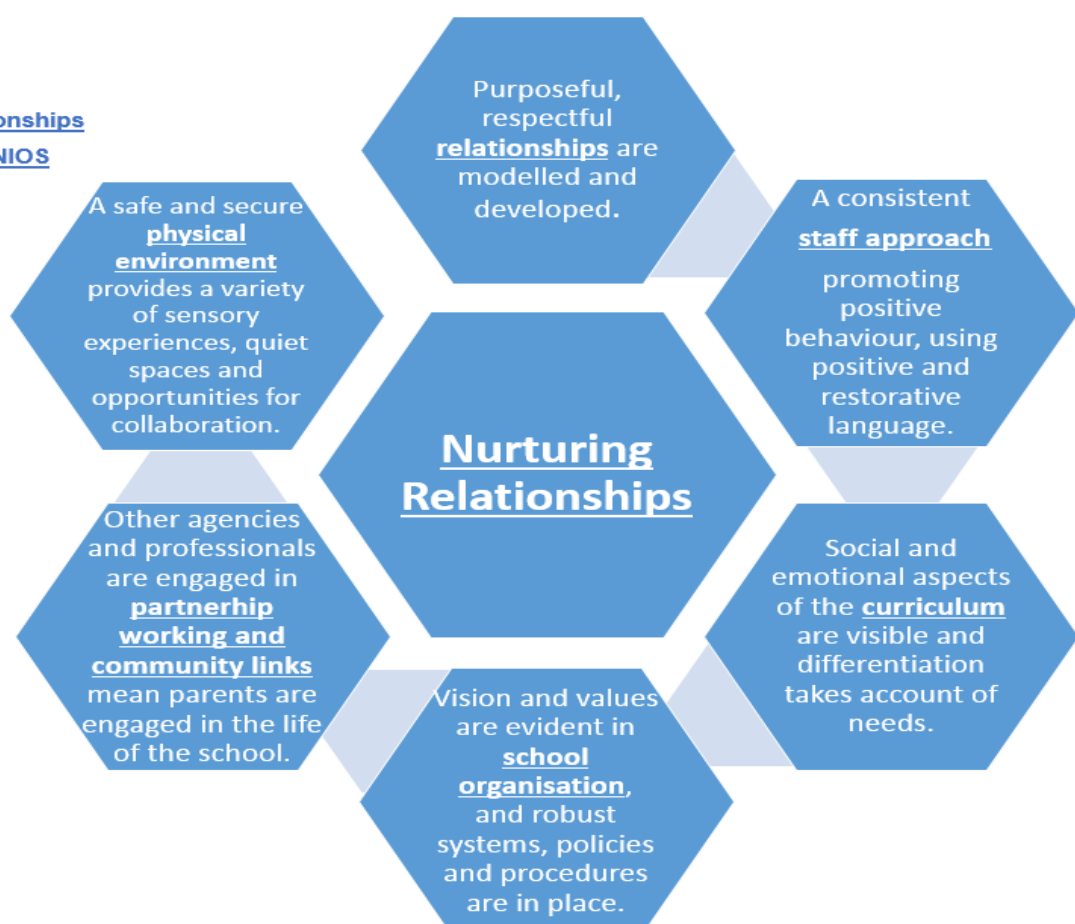 onships
NIOS
Purposeful,
respectful
relationships are
modelled and
developed.
A consistent
staff approach
promoting
positive
behaviour, using
positive and
restorative
language.
Social and
emotional aspects
of the curriculum
are visible and
differentiation
takes account of
needs.
Vision and values
are evident in
school
organisation,
and robust
systems, policies
and procedures
are in place.
Other agencies
and professionals
are engaged in
partnerhip
working and
community links
mean parents are
engaged in the life
of the school.
A safe and secure
physical
environment
provides a variety
of sensory
experiences, quiet
spaces and
opportunities for
collaboration.
Nurturing
Relationships